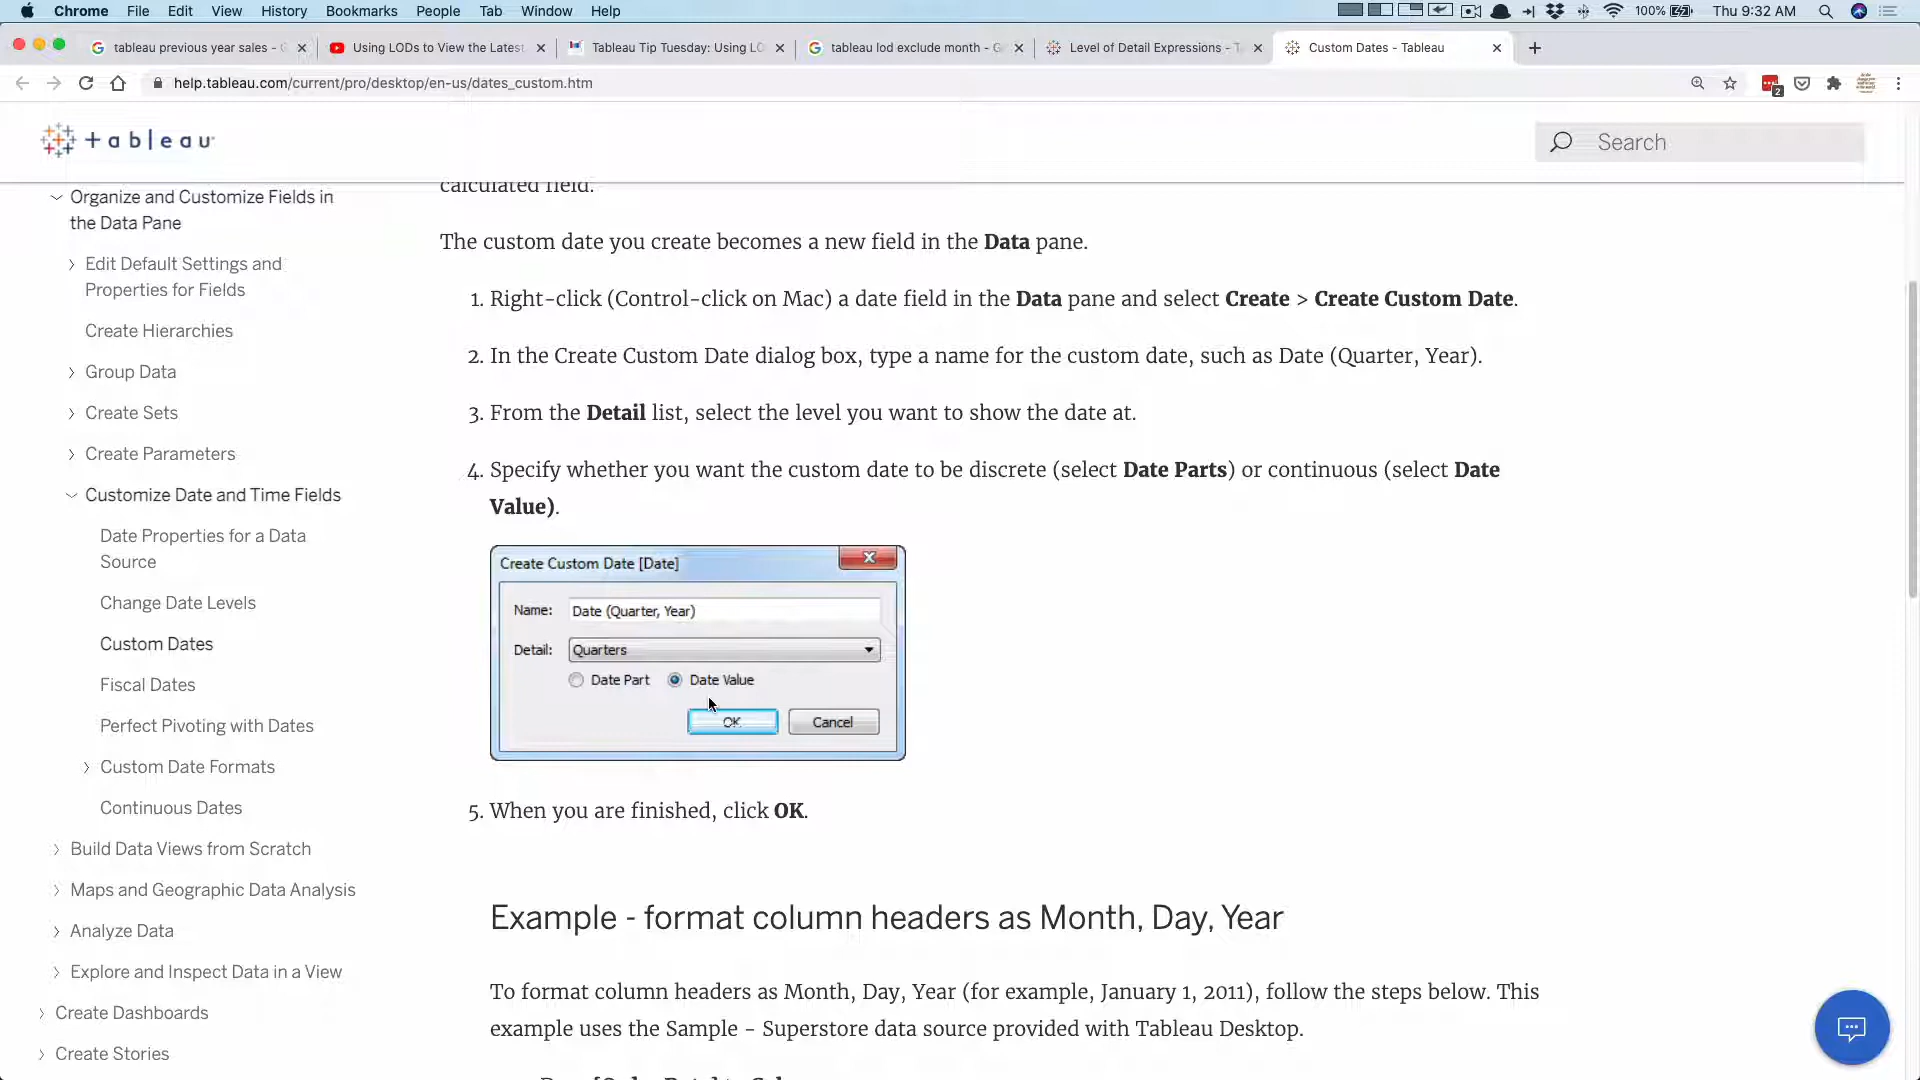 Chrome File Edit View History Bookmarks People Tab Window Help 100% Thu 9:32 AM
tableau previous year sales - G
Using LODs to View the Latest
Tableau Tip Tuesday: Using LO
tableau lod exclude month - G
Level of Detail Expressions - T
Custom Dates - Tableau
help.tableau.com/current/pro/desktop/en-us/dates_custom.htm
2
+ableau
Search
Organize and Customize Fields in
the Data Pane
Edit Default Settings and
Properties for Fields
Create Hierarchies
Group Data
Create Sets
Create Parameters
Customize Date and Time Fields
Date Properties for a Data
Source
Change Date Levels
Custom Dates
Fiscal Dates
Perfect Pivoting with Dates
Custom Date Formats
Continuous Dates
Build Data Views from Scratch
Maps and Geographic Data Analysis
Analyze Data
Explore and Inspect Data in a View
Create Dashboards
Create Stories
calculated field.
The custom date you create becomes a new field in the Data pane.
1. Right-click (Control-click on Mac) a date field in the Data pane and select Create > Create Custom Date.
2. In the Create Custom Date dialog box, type a name for the custom date, such as Date (Quarter, Year).
3. From the Detail list, select the level you want to show the date at.
4. Specify whether you want the custom date to be discrete (select Date Parts) or continuous (select Date
Value).
Create Custom Date [Date]
Name: Date (Quarter, Year)
Detail: Quarters
Date Part Date Value
OK Cancel
5. When you are finished, click OK.
Example - format column headers as Month, Day, Year
To format column headers as Month, Day, Year (for example, January 1, 2011), follow the steps below. This
example uses the Sample - Superstore data source provided with Tableau Desktop.